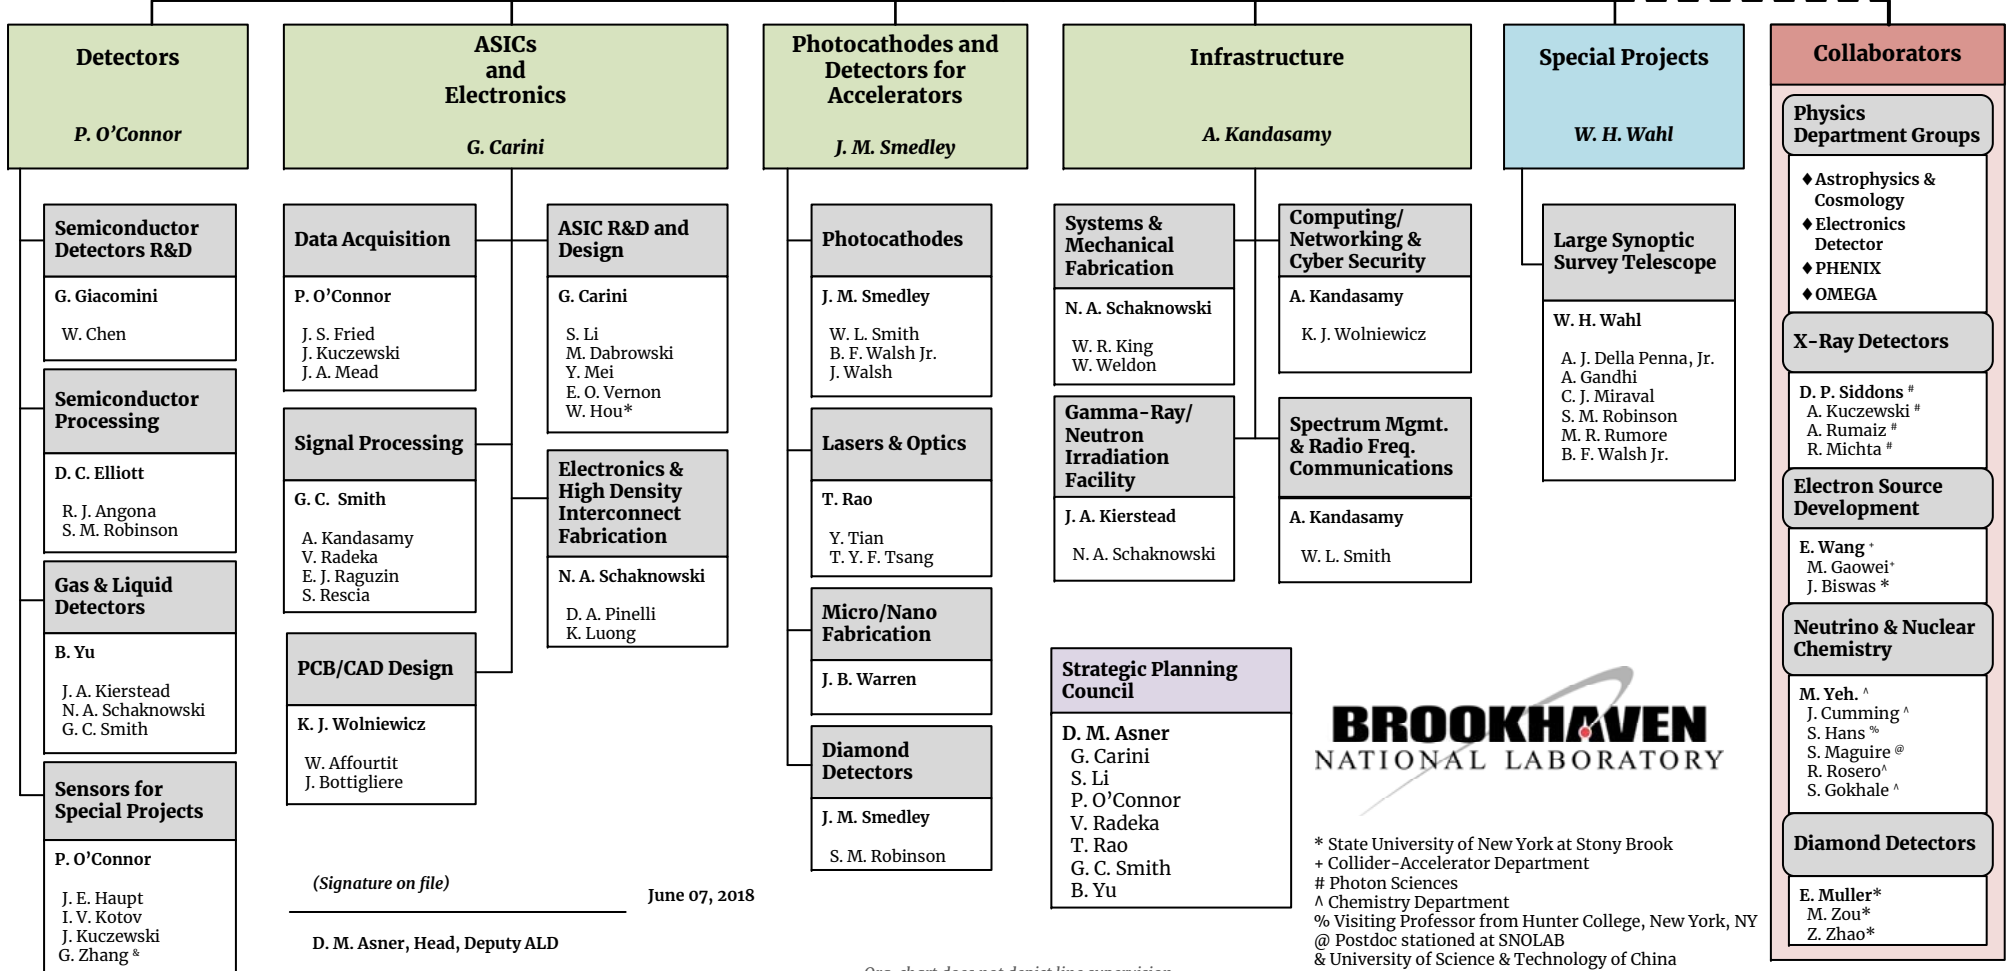 Detectors
P. O’Connor
Semiconductor
Detectors R&D
G. Giacomini
W. Chen
Semiconductor
Processing
D. C. Elliott
R. J. Angona
S. M. Robinson
Gas & Liquid
Detectors
B. Yu
J. A. Kierstead
N. A. Schaknowski
G. C. Smith
Sensors for
Special Projects
P. O’Connor
J. E. Haupt
I. V. Kotov
J. Kuczewski
G. Zhang &
ASICs
and
Electronics
G. Carini
Data Acquisition
P. O’Connor
J. S. Fried
J. Kuczewski
J. A. Mead
Signal Processing
G. C. Smith
A. Kandasamy
V. Radeka
E. J. Raguzin
S. Rescia
PCB/CAD Design
K. J. Wolniewicz
W. Affourtit
J. Bottigliere
ASIC R&D and
Design
G. Carini
S. Li
M. Dabrowski
Y. Mei
E. O. Vernon
W. Hou*
Electronics &
High Density
Interconnect
Fabrication
N. A. Schaknowski
D. A. Pinelli
K. Luong
(Signature on file)
June 07, 2018
D. M. Asner, Head, Deputy ALD
Photocathodes and
Detectors for
Accelerators
J. M. Smedley
Photocathodes
J. M. Smedley
W. L. Smith
B. F. Walsh Jr.
J. Walsh
Lasers & Optics
T. Rao
Y. Tian
T. Y. F. Tsang
Micro/Nano
Fabrication
J. B. Warren
Diamond
Detectors
J. M. Smedley
S. M. Robinson
Infrastructure
A. Kandasamy
Systems &
Mechanical
Fabrication
N. A. Schaknowski
W. R. King
W. Weldon
Gamma-Ray/
Neutron
Irradiation
Facility
J. A. Kierstead
N. A. Schaknowski
Computing/
Networking &
Cyber Security
A. Kandasamy
K. J. Wolniewicz
Spectrum Mgmt.
& Radio Freq.
Communications
A. Kandasamy
W. L. Smith
Strategic Planning
Council
D. M. Asner
G. Carini
S. Li
P. O’Connor
V. Radeka
T. Rao
G. C. Smith
B. Yu
Special Projects
W. H. Wahl
Large Synoptic
Survey Telescope
W. H. Wahl
A. J. Della Penna, Jr.
A. Gandhi
C. J. Miraval
S. M. Robinson
M. R. Rumore
B. F. Walsh Jr.
BROOKHAVEN
NATIONAL LABORATORY
* State University of New York at Stony Brook
+ Collider-Accelerator Department
# Photon Sciences
^ Chemistry Department
% Visiting Professor from Hunter College, New York, NY
@ Postdoc stationed at SNOLAB
& University of Science & Technology of China
Collaborators
Physics
Department Groups
♦Astrophysics &
Cosmology
♦Electronics
Detector
♦PHENIX
♦OMEGA
X-Ray Detectors
D. P. Siddons #
A. Kuczewski #
A. Rumaiz #
R. Michta #
Electron Source
Development
E. Wang +
M. Gaowei+
J. Biswas *
Neutrino & Nuclear
Chemistry
M. Yeh. ^
J. Cumming ^
S. Hans %
S. Maguire @
R. Rosero^
S. Gokhale ^
Diamond Detectors
E. Muller*
M. Zou*
Z. Zhao*